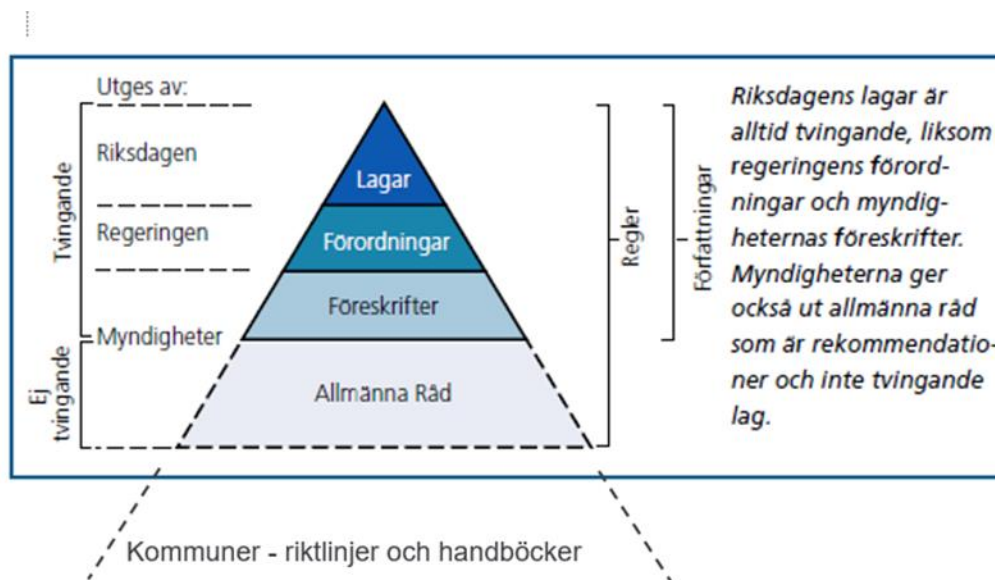 Utges av:
Riksdagen
Regeringen
Myndigheter
Tvingande
Ej
tvingande
Lagar
Förordningar
Föreskrifter
Allmänna Råd
Regler
Författningar
Riksdagens lagar är
alltid tvingande, liksom
regeringens förord-
ningar och myndig-
heternas föreskrifter.
Myndigheterna ger
också ut allmänna råd
som är rekommendatio-
ner och inte tvingande
lag.
Kommuner - riktlinjer och handböcker